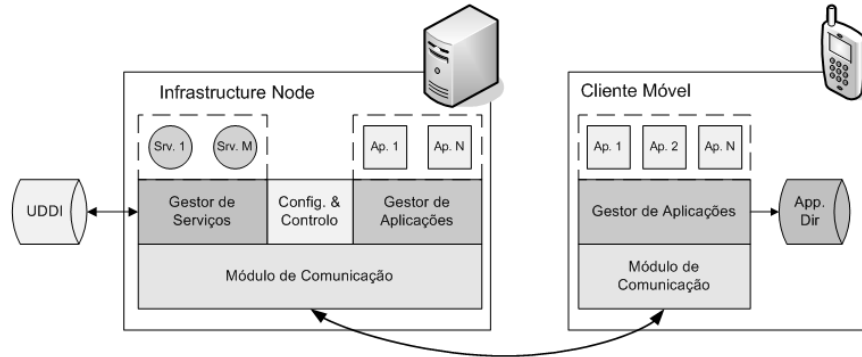 Infrastructure Node
Srv. 1
Srv. M
Ap. 1
Ap. N
UDDI
Gestor de
Serviços
Config. &
Controlo
Gestor de
Aplicações
Módulo de Comunicação
Cliente Móvel
Ap. 1
Ap. 2
Ap. N
Gestor de Aplicações
App.
Dir
Módulo de
Comunicação